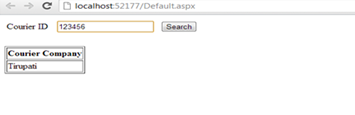 localhost:52177/Default.aspx
Courier ID 123456 Search
Courier Company
Tirupati